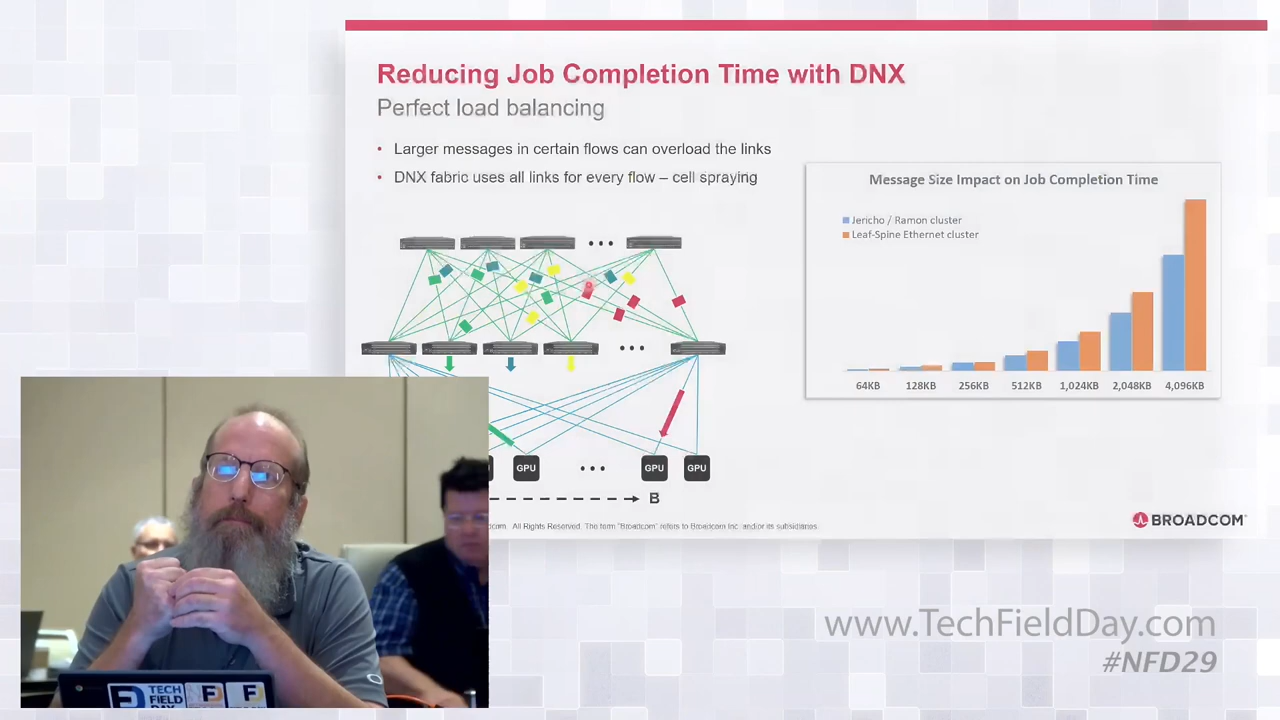 Reducing Job Completion Time with DNX
Perfect load balancing
• Larger messages in certain flows can overload the links
• DNX fabric uses all links for every flow – cell spraying
Message Size Impact on Job Completion Time
Jericho / Ramon cluster
Leaf-Spine Ethernet cluster
64KB 128KB 256KB 512KB 1,024KB 2,048KB 4,096KB
GPU GPU GPU
B
All Rights Reserved. The term "Broadcom" refers to Broadcom Inc. and/or its subsidiaries.
BROADCOM
www.TechFieldDay.com
#NFD29
TECH
FIELD
DAY